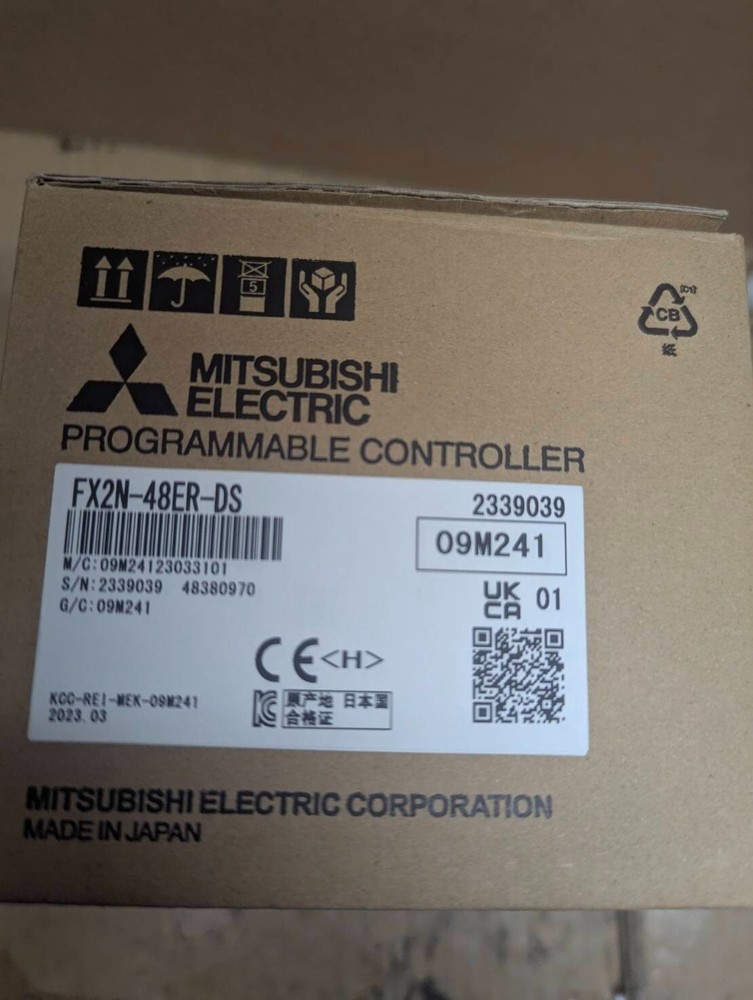 5
CB
纸
MITSUBISHI
ELECTRIC
PROGRAMMABLE CONTROLLER
FX2N-48ER-DS
2339039
09M241
M/C:09M24123033101
S/N:2339039 48380970
G/C:09M241
UK
CA 01
CE<H>
KCC-REI-MEK-09M241
2023.03
原产地 日本国
合格证
MITSUBISHI ELECTRIC CORPORATION
MADE IN JAPAN